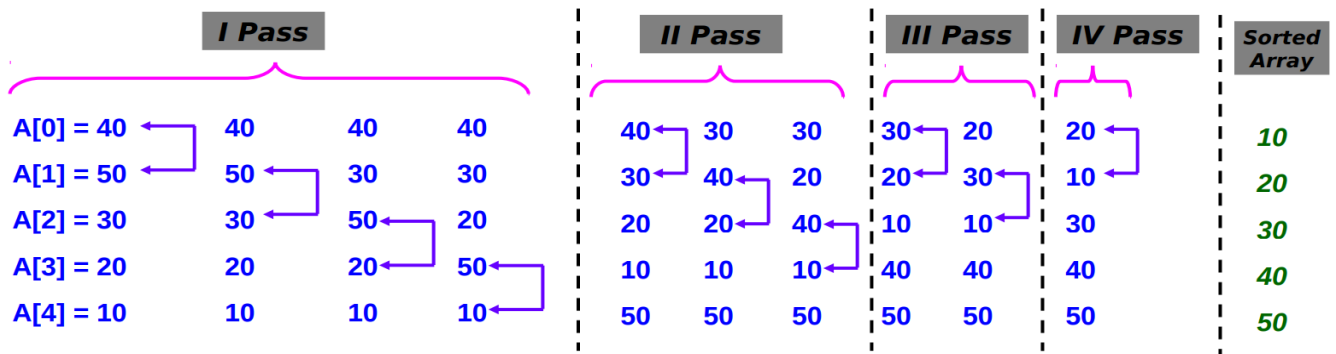 I Pass II Pass III Pass IV Pass Sorted
Array
A[0] = 40 40 40 40 40 30 30 30 20 20 10
A[1] = 50 50 30 30 30 40 20 20 30 10 20
A[2] = 30 30 50 20 20 20 40 10 10 30 30
A[3] = 20 20 20 50 10 10 10 40 40 40 40
A[4] = 10 10 10 10 50 50 50 50 50 50 50